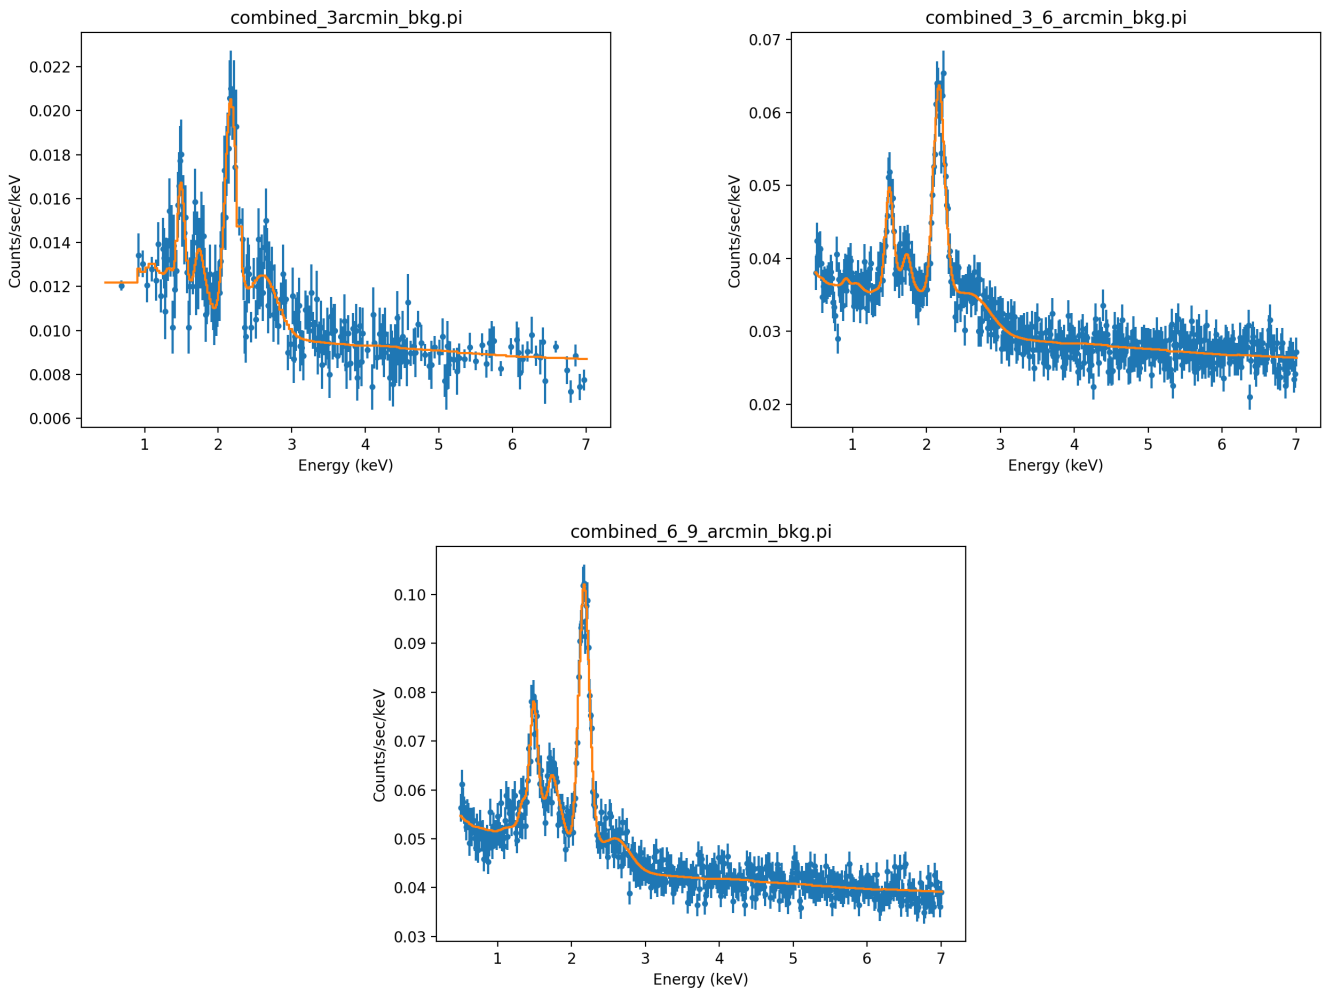 combined_3arcmin_bkg.pi
0.022
0.020
0.018
0.016
0.014
0.012
0.010
0.008
0.006
Counts/sec/keV
1 2 3 4 5 6 7
Energy (keV)
combined_3_6_arcmin_bkg.pi
0.07
0.06
0.05
0.04
0.03
0.02
Counts/sec/keV
1 2 3 4 5 6 7
Energy (keV)
combined_6_9_arcmin_bkg.pi
0.10
0.09
0.08
0.07
0.06
0.05
0.04
0.03
Counts/sec/keV
1 2 3 4 5 6 7
Energy (keV)